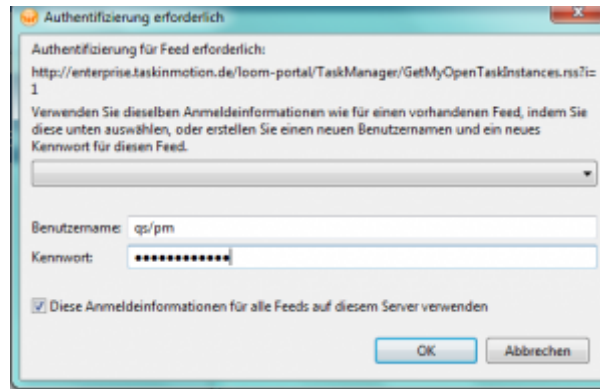 Authentifizierung erforderlich
Authentifizierung für Feed erforderlich:
http://enterprise.taskinmotion.de/loom-portal/TaskManager/GetMyOpenTaskInstances.rss?i=
1
Verwenden Sie dieselben Anmeldeinformationen wie für einen vorhandenen Feed, indem Sie
diese unten auswählen, oder erstellen Sie einen neuen Benutzernamen und ein neues
Kennwort für diesen Feed.
Benutzername: qs/pm
Kennwort: ●●●●●●●●●●●●
Diese Anmeldeinformationen für alle Feeds auf diesem Server verwenden
OK Abbrechen